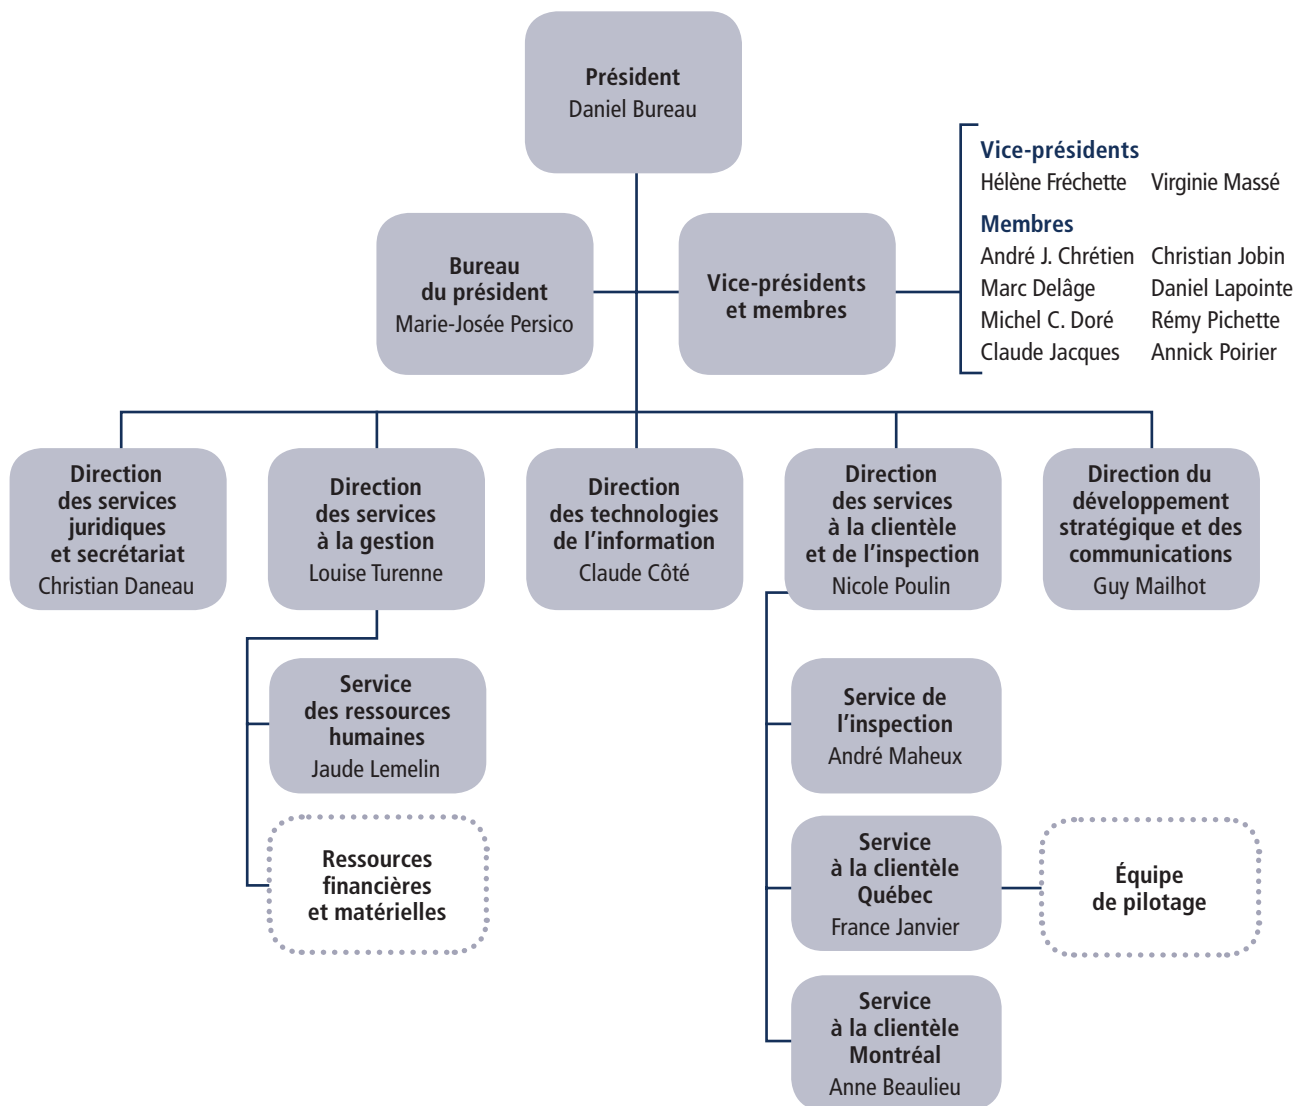 Président
Daniel Bureau
Vice-présidents
Hélène Fréchette Virginie Massé
Membres
André J. Chrétien Christian Jobin
Marc Delâge Daniel Lapointe
Michel C. Doré Rémy Pichette
Claude Jacques Annick Poirier
Bureau
du président
Marie-Josée Persico
Vice-présidents
et membres
Direction
des services
juridiques
et secrétariat
Christian Daneau
Direction
des services
à la gestion
Louise Turenne
Direction
des technologies
de l'information
Claude Côté
Direction
des services
à la clientèle
et de l'inspection
Nicole Poulin
Direction du
développement
stratégique et des
communications
Guy Mailhot
Service
des ressources
humaines
Jaude Lemelin
Ressources
financières
et matérielles
Service de
l'inspection
André Maheux
Service
à la clientèle
Québec
France Janvier
Équipe
de pilotage
Service
à la clientèle
Montréal
Anne Beaulieu